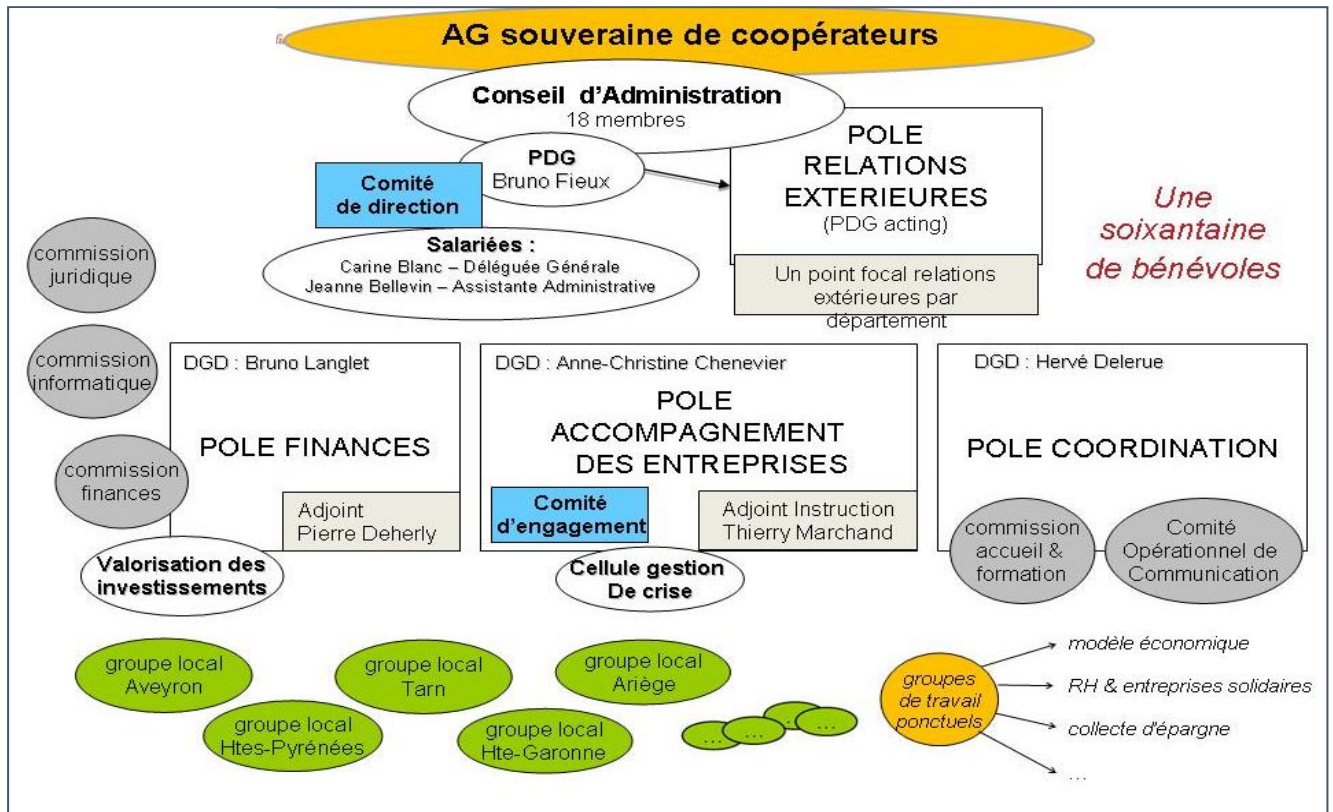 AG souveraine de coopérateurs
Conseil d'Administration
18 membres
PDG
Bruno Fieux
Comité
de direction
Salariées :
Carine Blanc – Déléguée Générale
Jeanne Bellevin – Assistante Administrative
POLE
RELATIONS
EXTERIEURES
(PDG acting)
Un point focal relations
extérieures par
département
Une
soixantaine
de bénévoles
commission
juridique
commission
informatique
commission
finances
DGD : Bruno Langlet
POLE FINANCES
Adjoint
Pierre Deherly
Valorisation des
investissements
DGD : Anne-Christine Chenevier
POLE
ACCOMPAGNEMENT
DES ENTREPRISES
Comité
d'engagement
Adjoint Instruction
Thierry Marchand
Cellule gestion
De crise
DGD : Hervé Delerue
POLE COORDINATION
commission
accueil &
formation
Comité
Opérationnel de
Communication
groupe local
Aveyron
groupe local
Tarn
groupe local
Ariège
groupe local
Htes-Pyrénées
groupe local
Hte-Garonne
...
...
...
...
groupes
de travail
ponctuels
modèle économique
RH & entreprises solidaires
collecte d'épargne
...